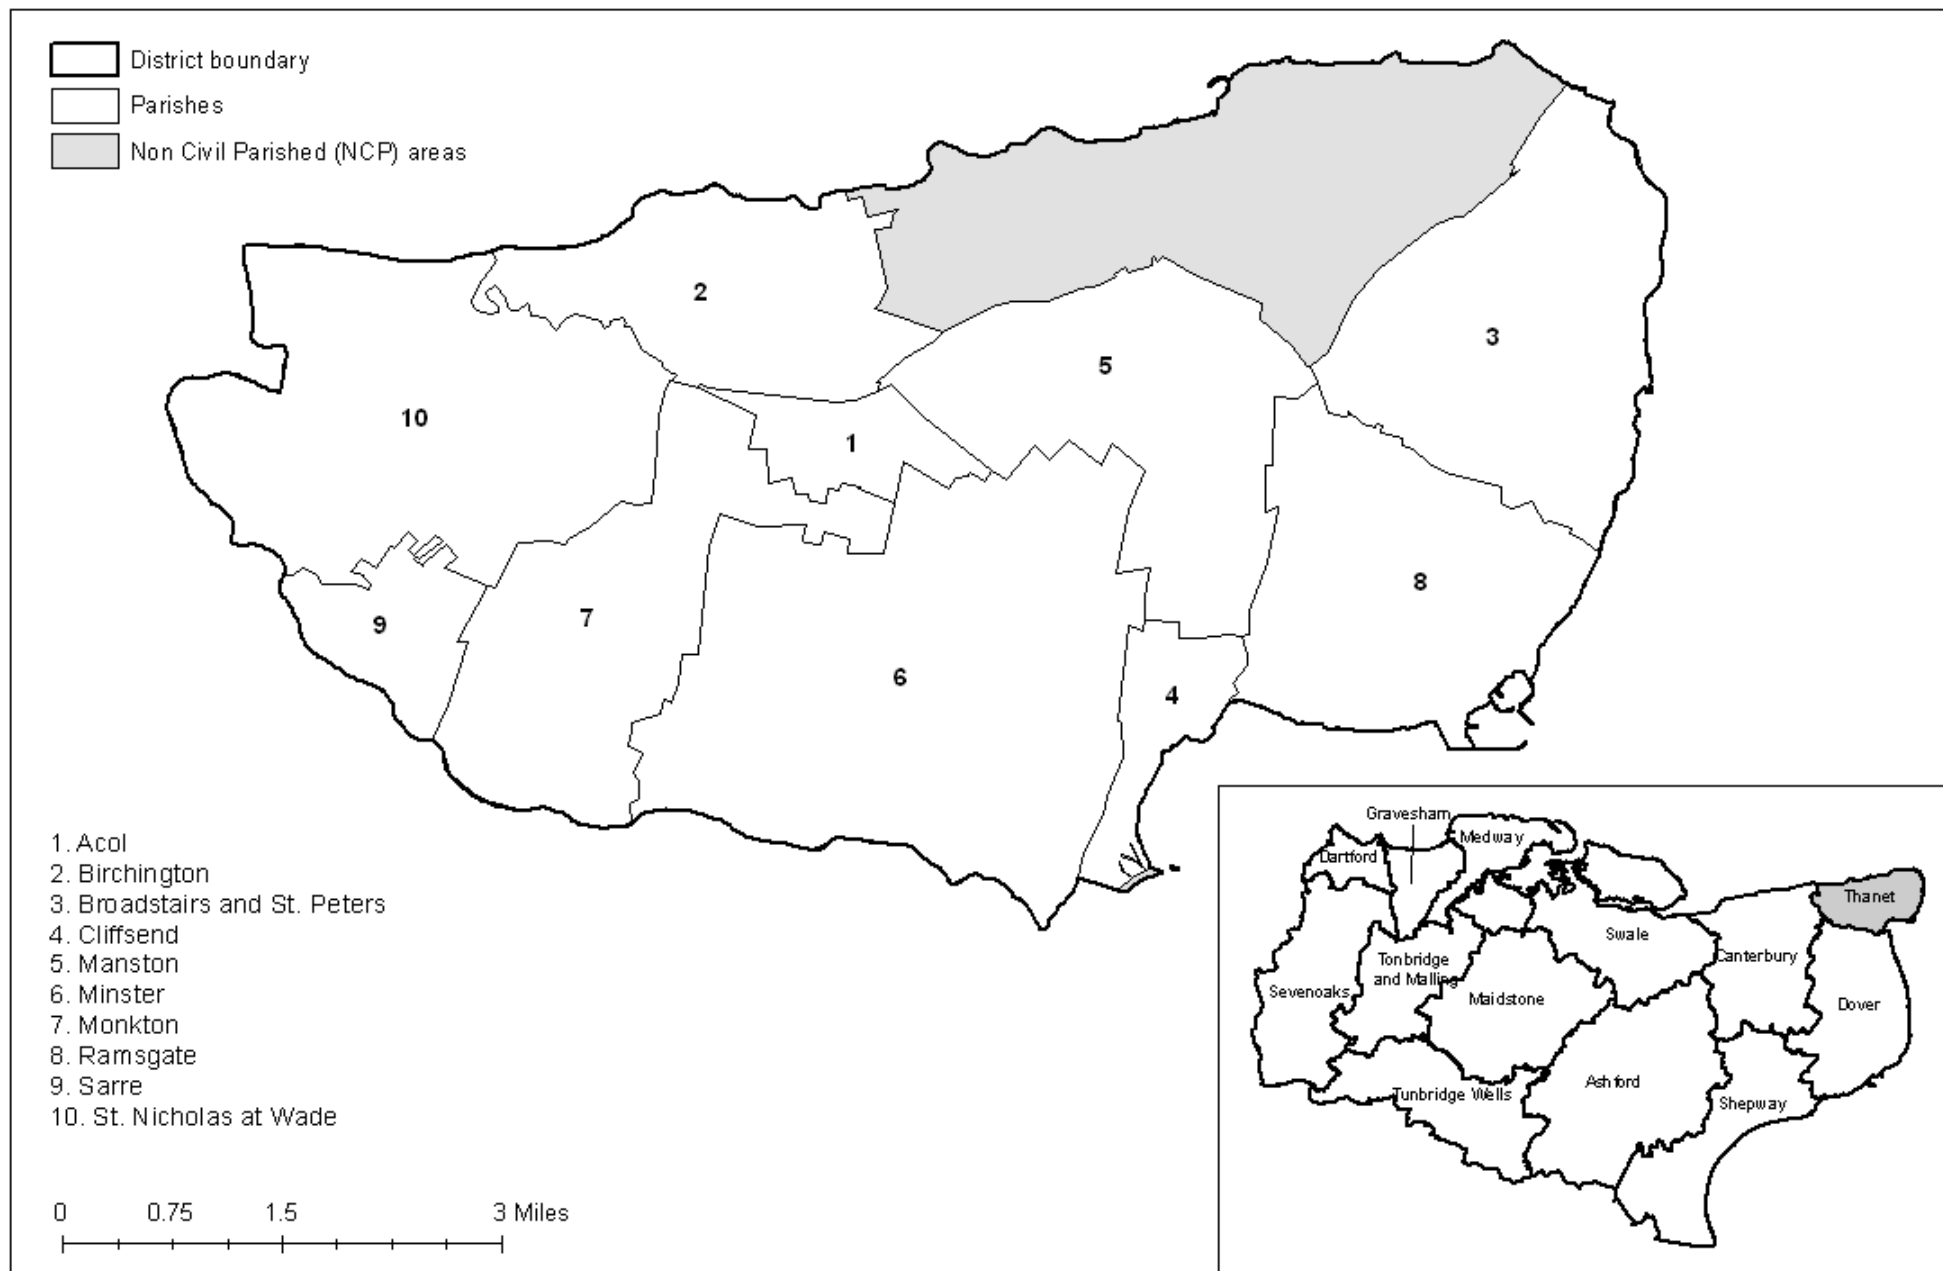 District boundary
Parishes
Non Civil Parished (NCP) areas
2
3
5
10
1
8
7
9
6
4
1. Acol
2. Birchington
3. Broadstairs and St. Peters
4. Cliffsend
5. Manston
6. Minster
7. Monkton
8. Ramsgate
9. Sarre
10. St. Nicholas at Wade
0 0.75 1.5 3 Miles
Gravesham
Medway
Dartford
Thanet
Swale
Canterbury
Tonbridge
and Malling
Sevenoaks
Maidstone
Dover
Ashford
Tunbridge Wells
Shepway